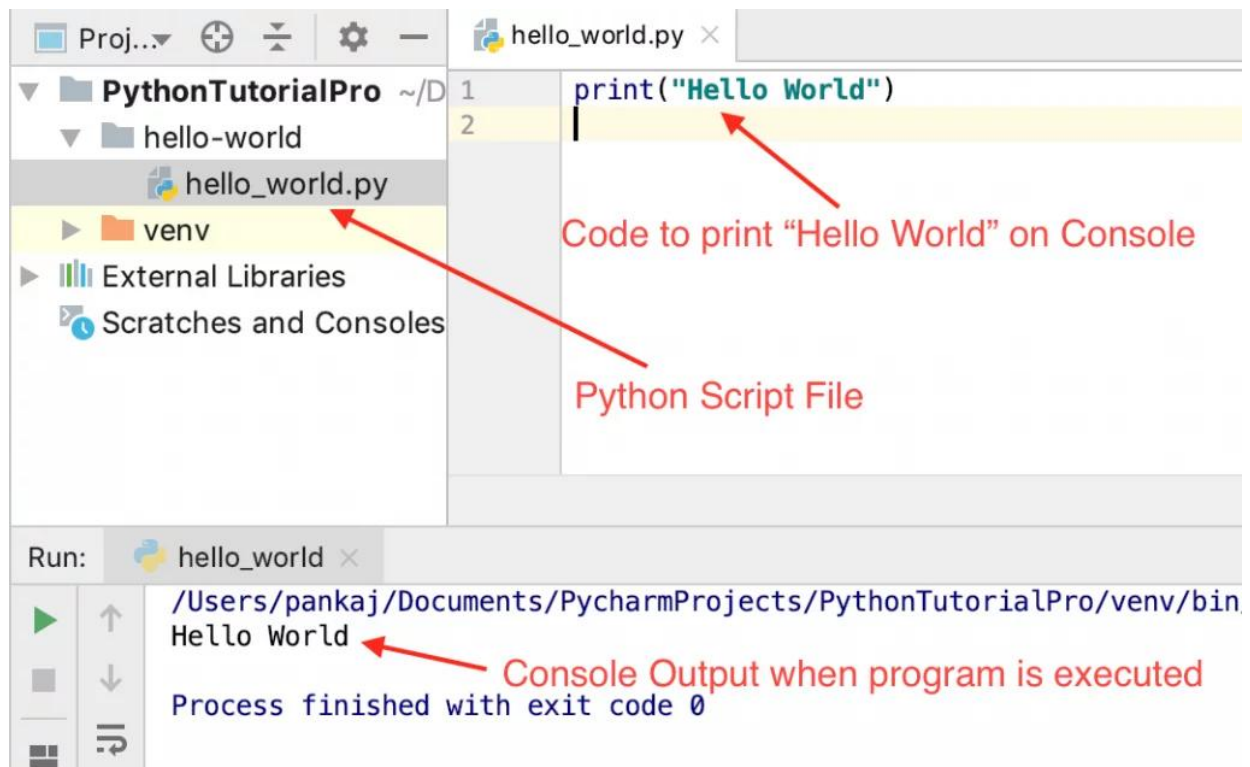 Proj...
hello_world.py
PythonTutorialPro ~/D
hello-world
hello_world.py
venv
External Libraries
Scratches and Consoles
1 print("Hello World")
2
Code to print “Hello World” on Console
Python Script File
Run: hello_world
/Users/pankaj/Documents/PycharmProjects/PythonTutorialPro/venv/bin/
Hello World
Console Output when program is executed
Process finished with exit code 0